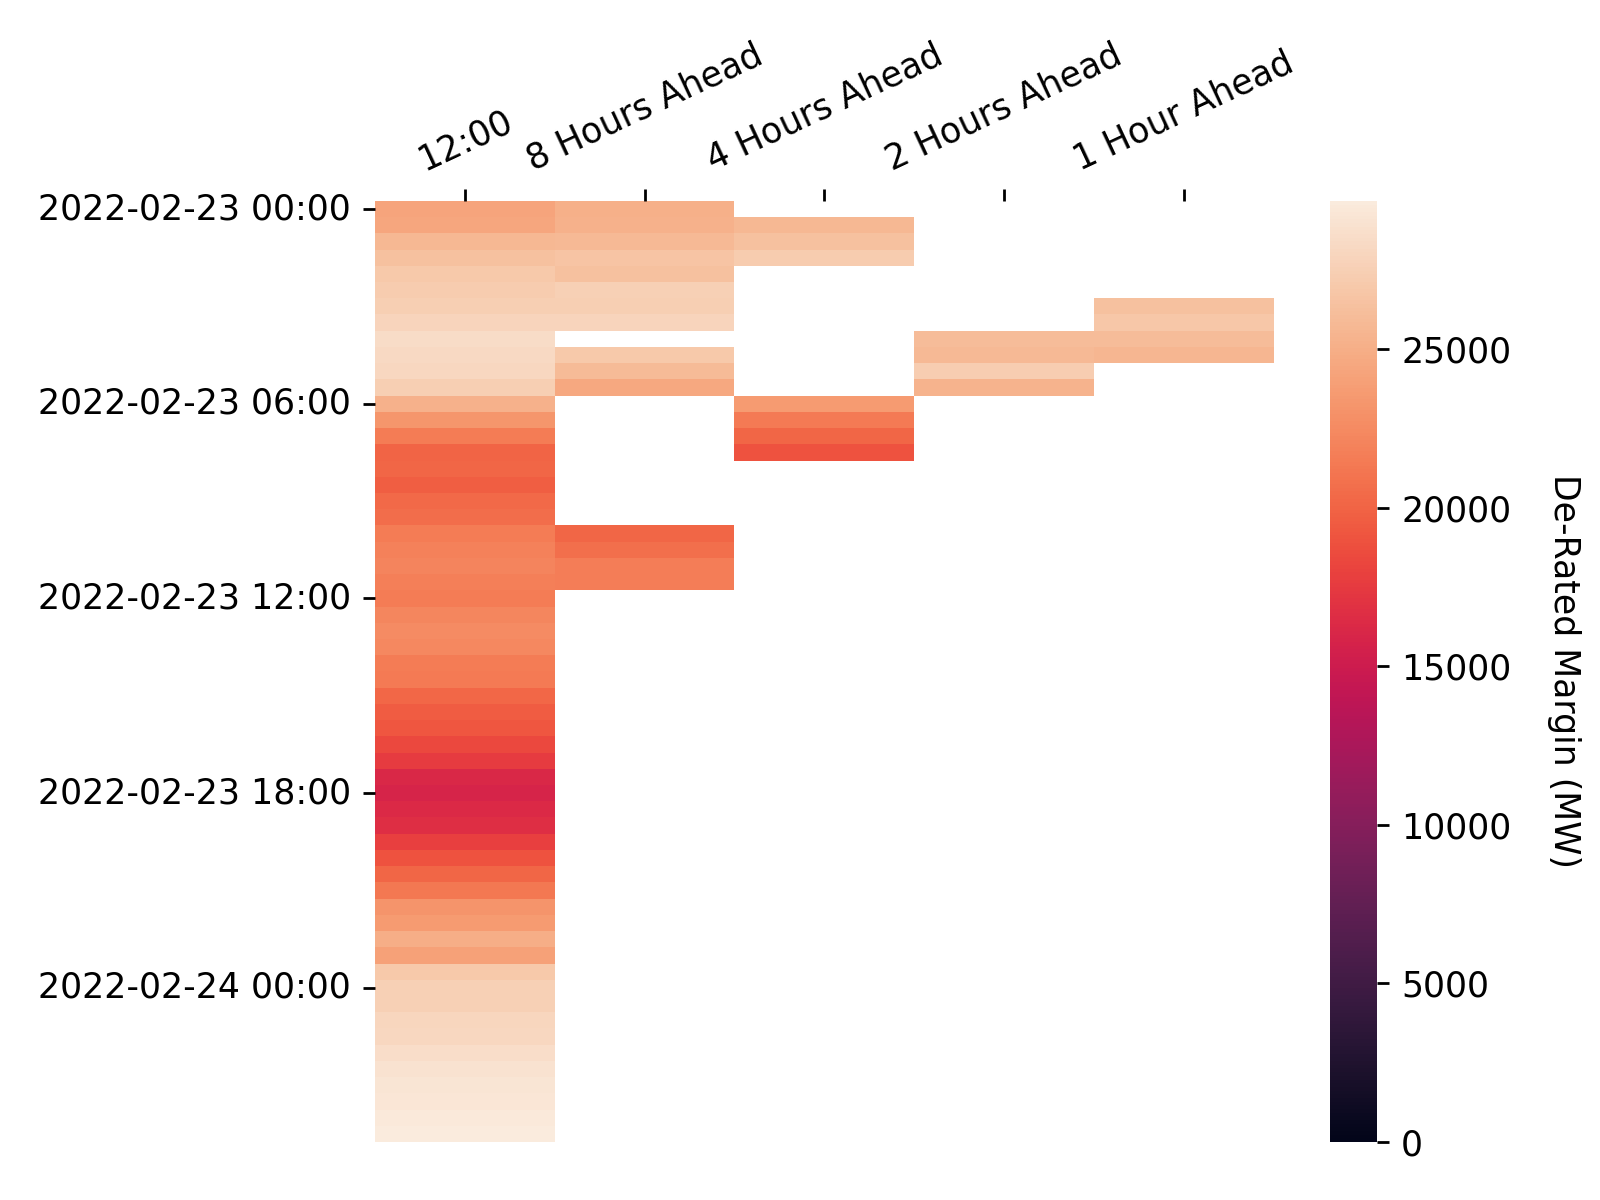 12:00
8 Hours Ahead
4 Hours Ahead
2 Hours Ahead
1 Hour Ahead
2022-02-23 00:00
2022-02-23 06:00
2022-02-23 12:00
2022-02-23 18:00
2022-02-24 00:00
25000
20000
15000
10000
5000
0
De-Rated Margin (MW)